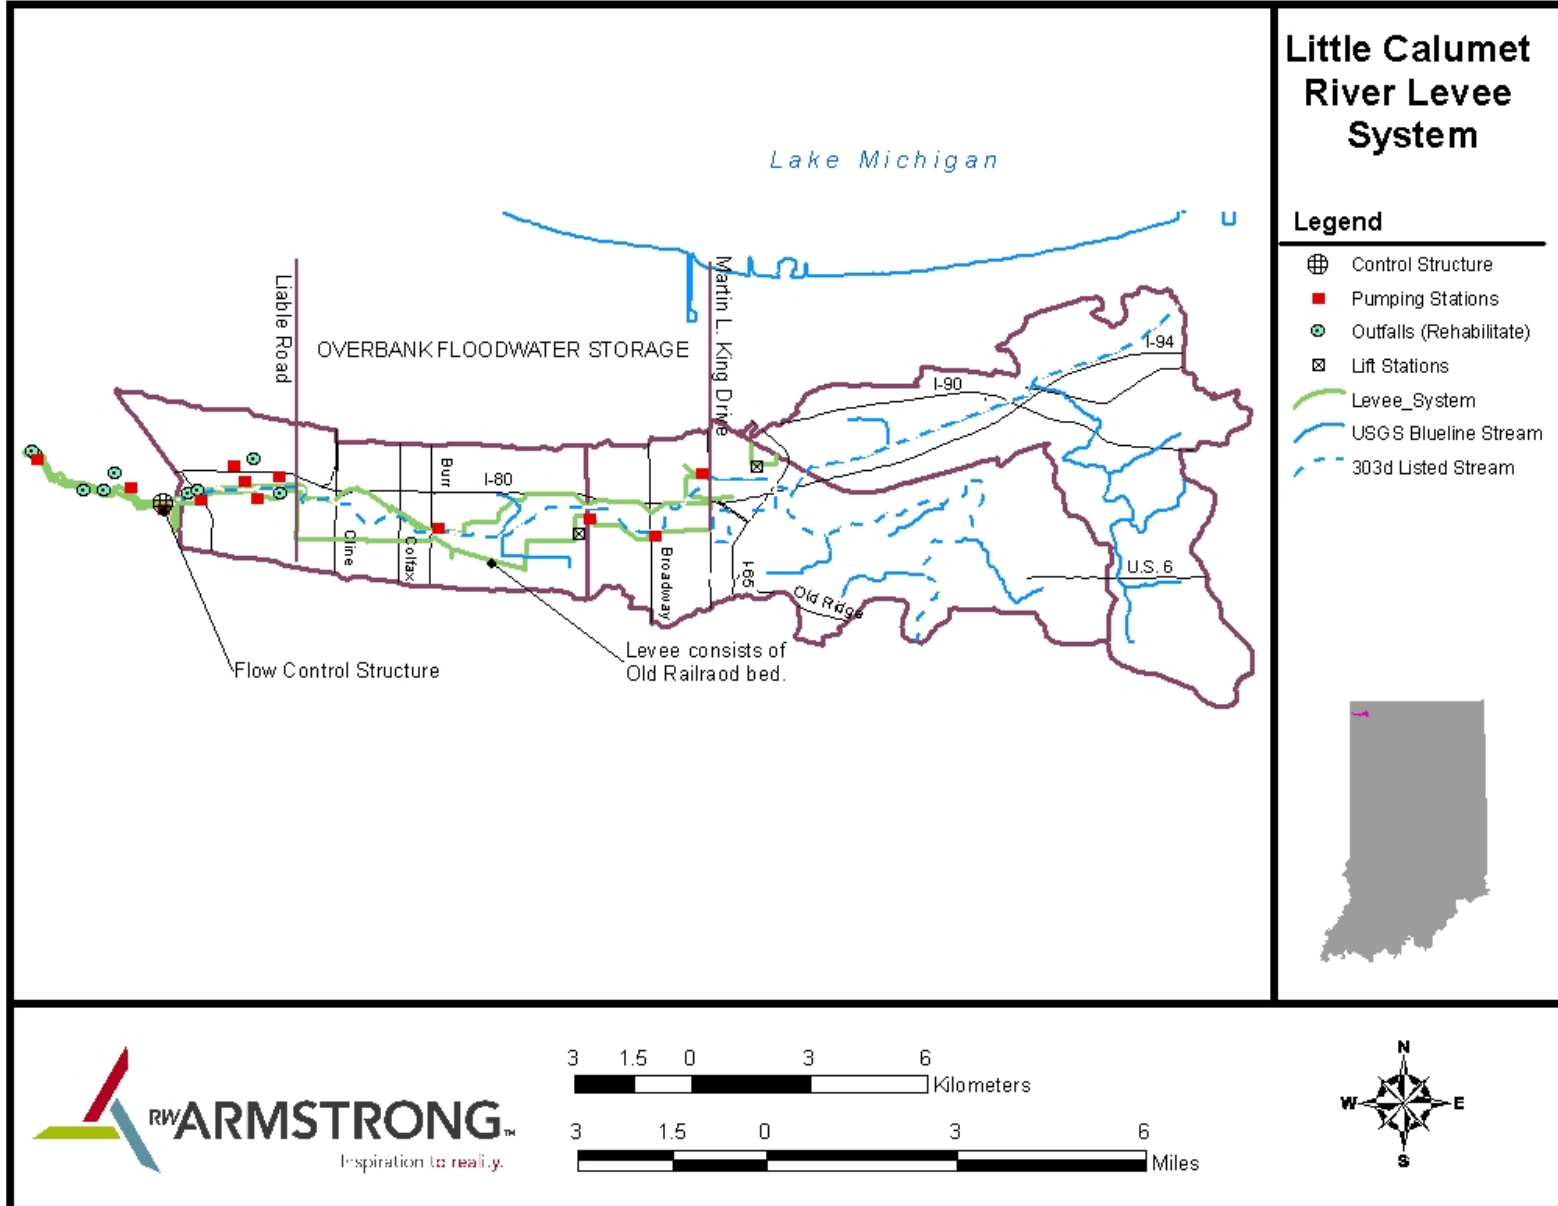 Little Calumet
River Levee
System
Legend
Control Structure
Pumping Stations
Outfalls (Rehabilitate)
Lift Stations
Levee_System
USGS Blueline Stream
303d Listed Stream
Lake Michigan
Liable Road
OVERBANK FLOODWATER STORAGE
Martin L. King Drive
I-94
I-90
Burr
I-80
Cline
Colfax
Broadway
I-65
Old Ridge
U.S. 6
Flow Control Structure
Levee consists of
Old Railraod bed.
RWARMSTRONG™
Inspiration to reality.
3 1.5 0 3 6
Kilometers
3 1.5 0 3 6
Miles
N
W E
S